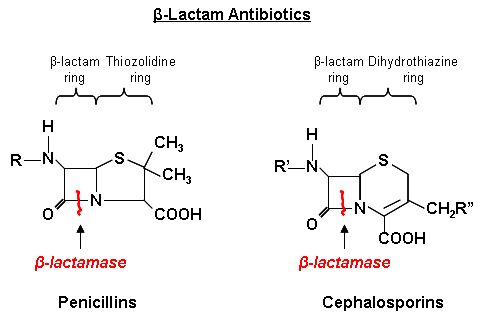 β-Lactam Antibiotics
β-lactam Thiozolidine
ring ring
H
R N
S CH3
CH3
N
O COOH
β-lactamase
Penicillins
β-lactam Dihydrothiazine
ring ring
H
R' N
S
N
O CH2R"
COOH
β-lactamase
Cephalosporins